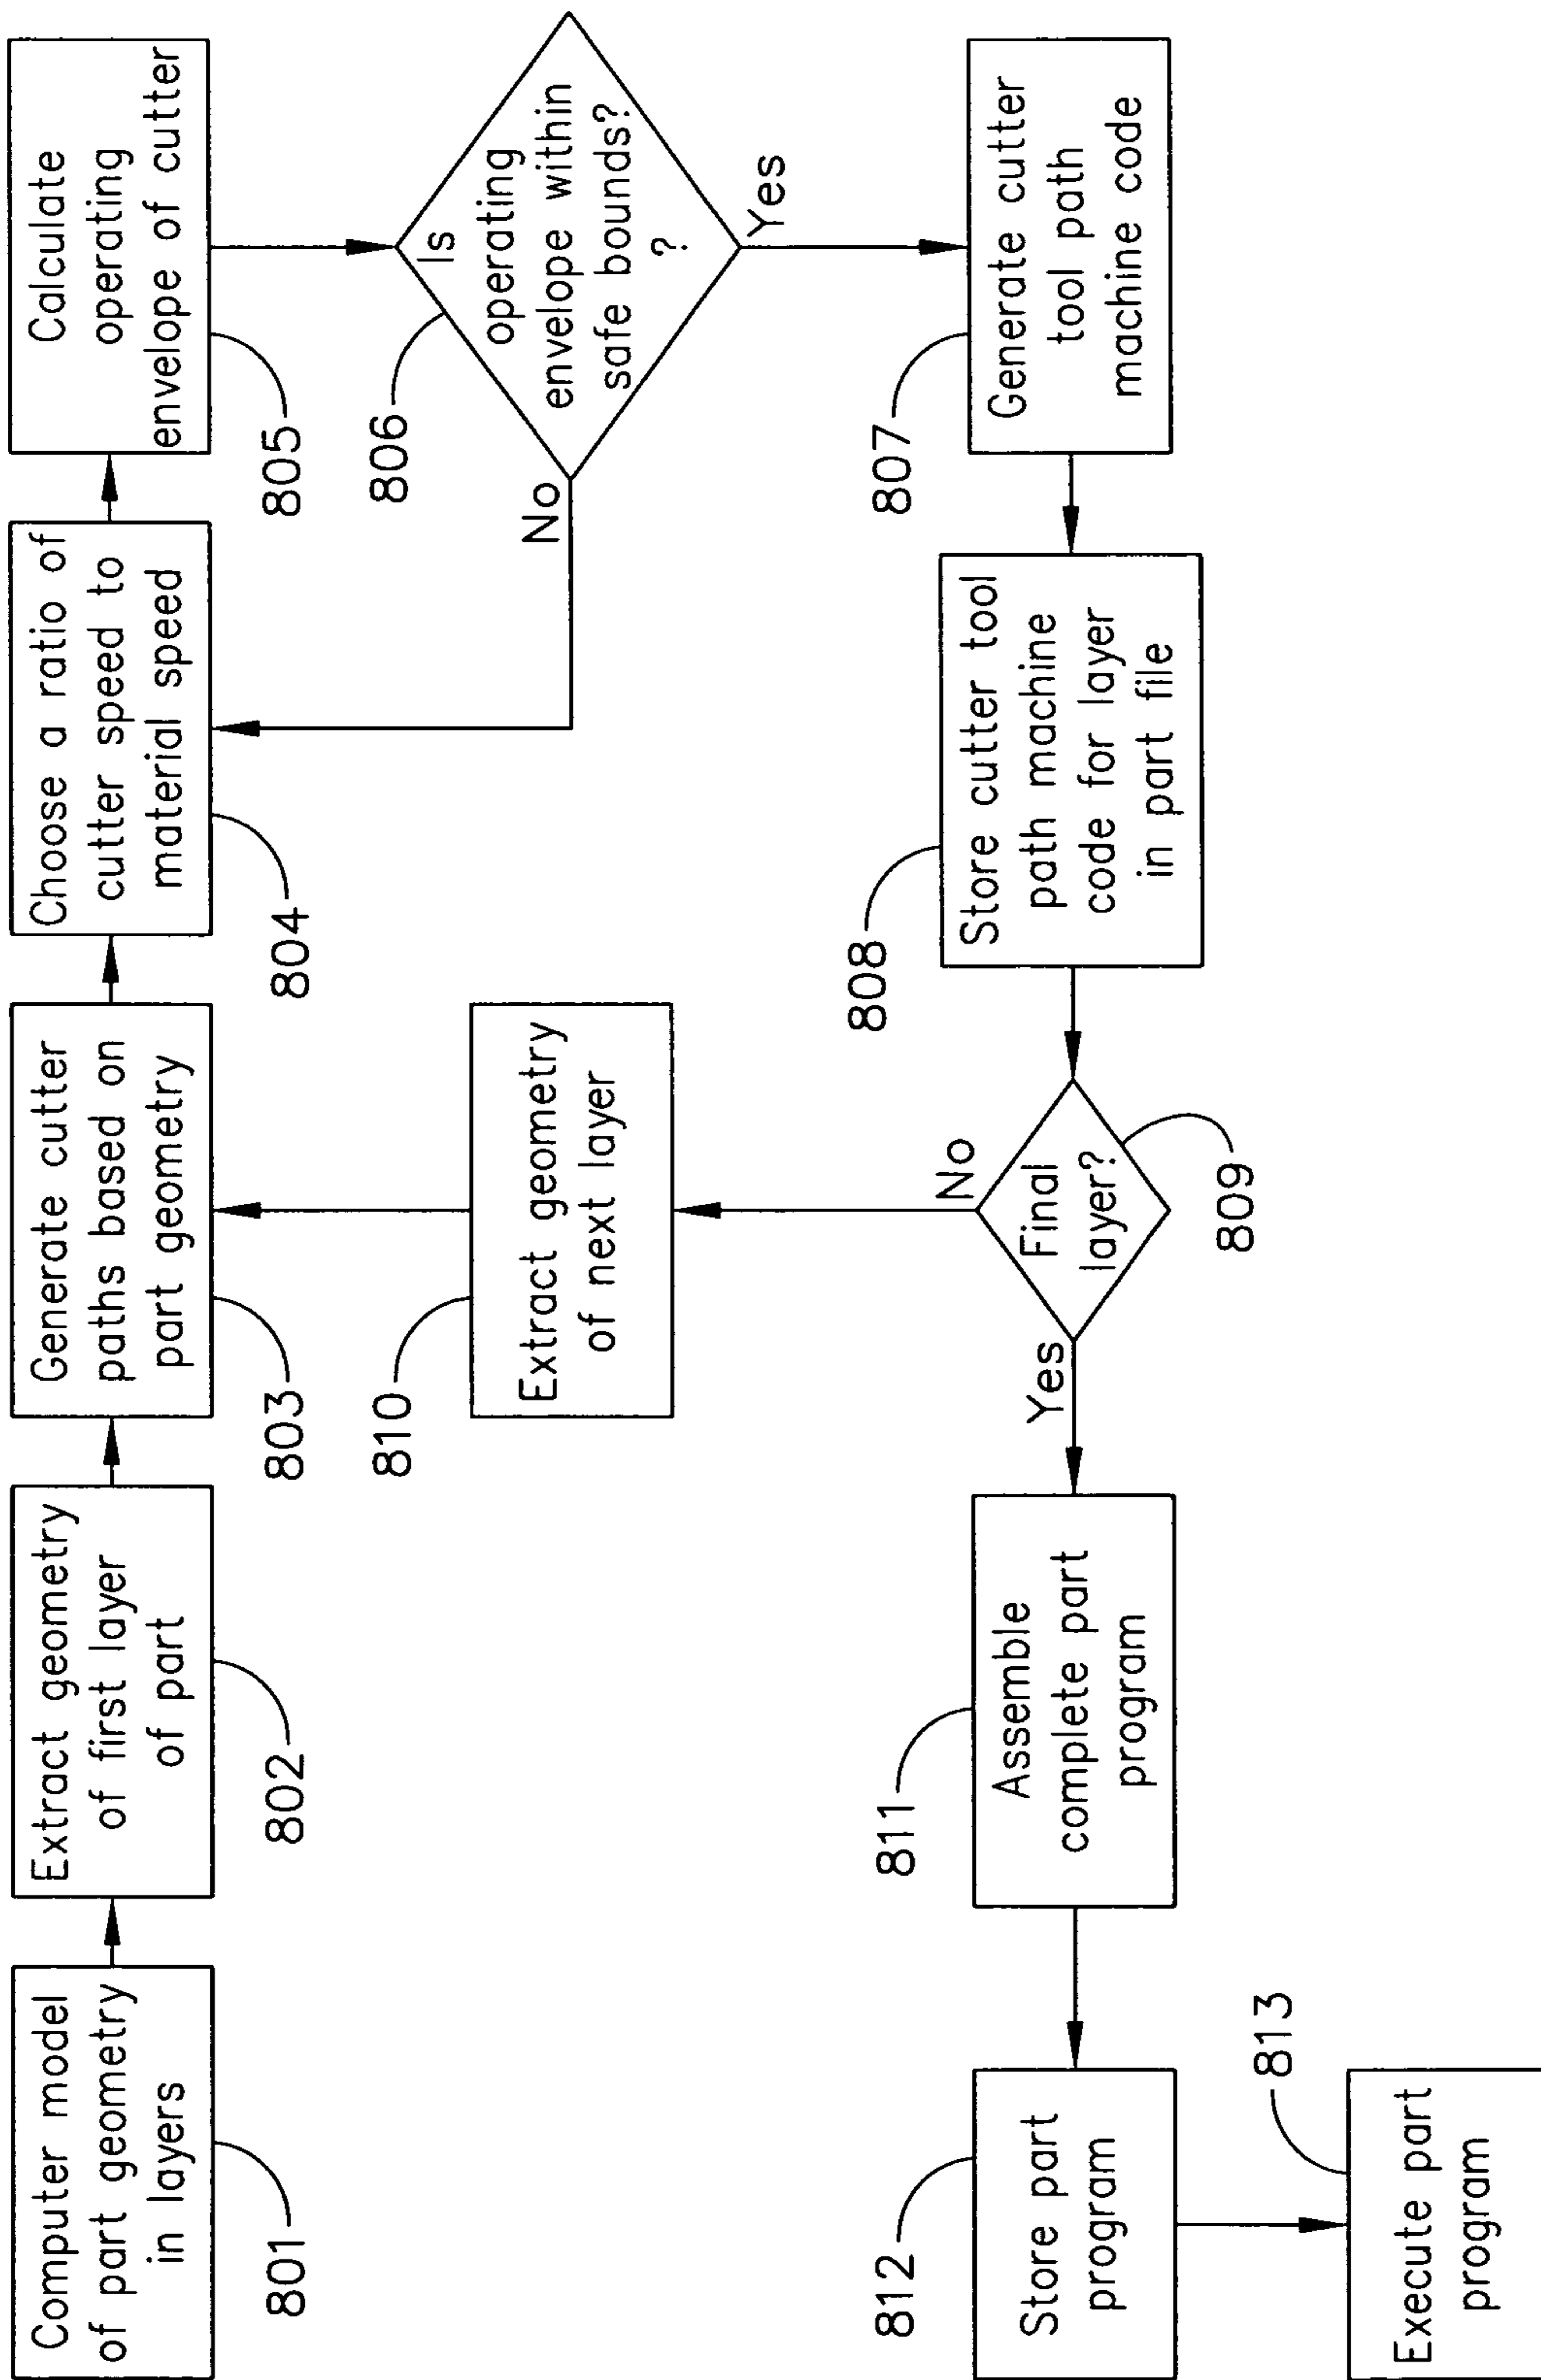 Computer model
of part geometry
in layers
801
Extract geometry
of first layer
of part
802
Generate cutter
paths based on
part geometry
803
Choose a ratio of
cutter speed to
material speed
804
Calculate
operating
envelope of cutter
805
Is
operating
envelope within
safe bounds?
?
806
No
Yes
Generate cutter
tool path
machine code
807
Store cutter tool
path machine
code for layer
in part file
808
Final
layer?
809
No
Yes
Extract geometry
of next layer
810
Assemble
complete part
program
811
Store part
program
812
Execute part
program
813